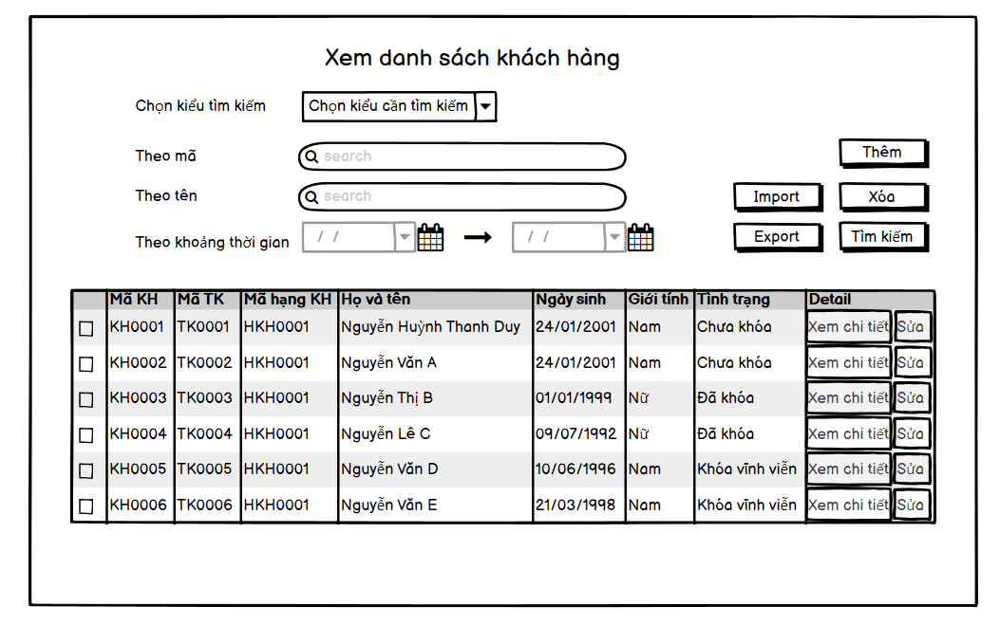 Xem danh sách khách hàng
Chọn kiểu tìm kiếm Chọn kiểu cần tìm kiếm
Theo mã search Thêm
Theo tên search Import Xóa
Theo khoảng thời gian / / / / Export Tìm kiếm
Mã KH Mã TK Mã hạng KH Họ và tên Ngày sinh Giới tính Tình trạng Detail
KH0001 TK0001 HKH0001 Nguyễn Huỳnh Thanh Duy 24/01/2001 Nam Chưa khóa Xem chi tiết Sửa
KH0002 TK0002 HKH0001 Nguyễn Văn A 24/01/2001 Nam Chưa khóa Xem chi tiết Sửa
KH0003 TK0003 HKH0001 Nguyễn Thị B 01/01/1999 Nữ Đã khóa Xem chi tiết Sửa
KH0004 TK0004 HKH0001 Nguyễn Lê C 09/07/1992 Nữ Đã khóa Xem chi tiết Sửa
KH0005 TK0005 HKH0001 Nguyễn Văn D 10/06/1996 Nam Khóa vĩnh viễn Xem chi tiết Sửa
KH0006 TK0006 HKH0001 Nguyễn Văn E 21/03/1998 Nam Khóa vĩnh viễn Xem chi tiết Sửa